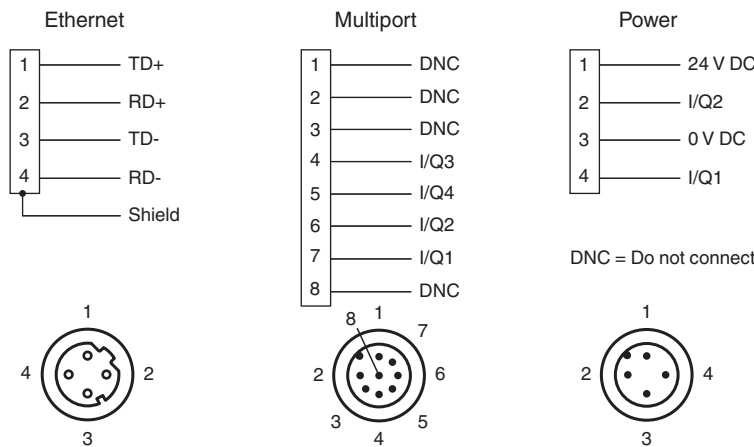 Ethernet
1 TD+
2 RD+
3 TD-
4 RD-
Shield
Multiport
1 DNC
2 DNC
3 DNC
4 I/Q3
5 I/Q4
6 I/Q2
7 I/Q1
8 DNC
Power
1 24 V DC
2 I/Q2
3 0 V DC
4 I/Q1
DNC = Do not connect
1
4 2
3
8 1 7
2 6
3 5
4
1
2 4
3